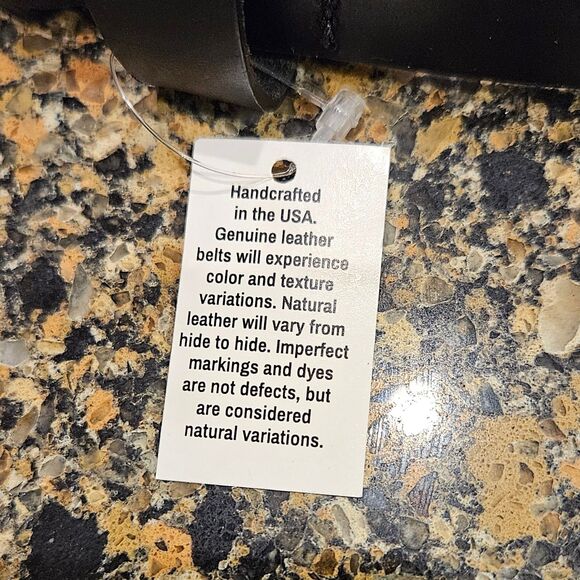 Handcrafted
in the USA.
Genuine leather
belts will experience
color and texture
variations. Natural
leather will vary from
hide to hide. Imperfect
markings and dyes
are not defects, but
are considered
natural variations.